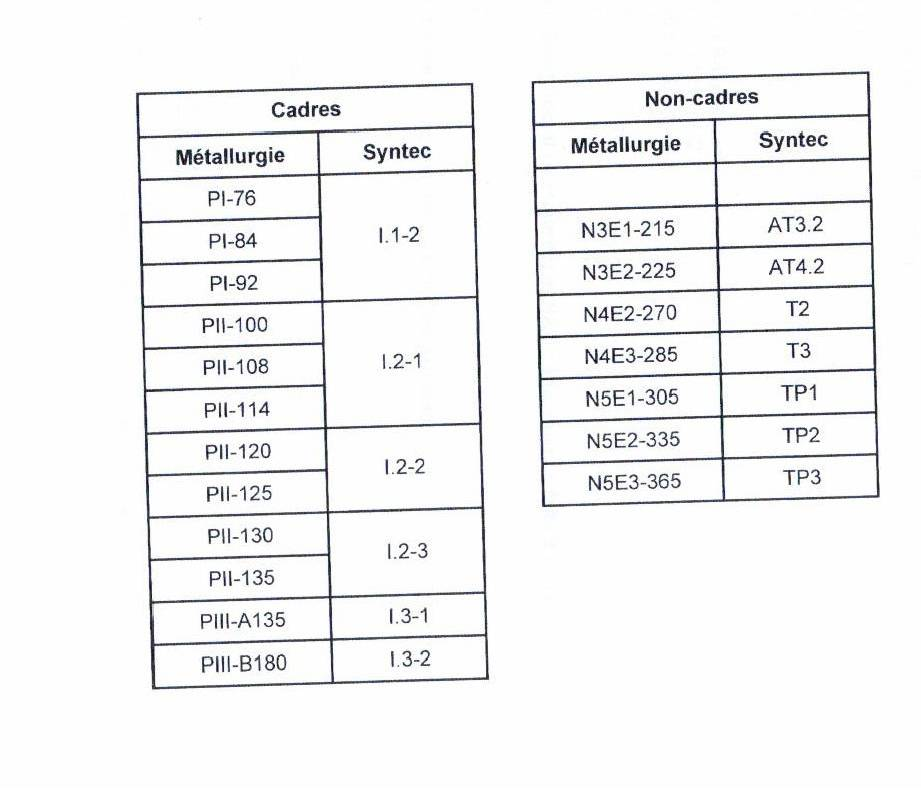 Cadres
Métallurgie Syntec
PI-76
PI-84 I.1-2
PI-92
PII-100
PII-108 I.2-1
PII-114
PII-120
I.2-2
PII-125
PII-130
I.2-3
PII-135
PIII-A135 I.3-1
PIII-B180 I.3-2
Non-cadres
Métallurgie Syntec
N3E1-215 AT3.2
N3E2-225 AT4.2
N4E2-270 T2
N4E3-285 T3
N5E1-305 TP1
N5E2-335 TP2
N5E3-365 TP3